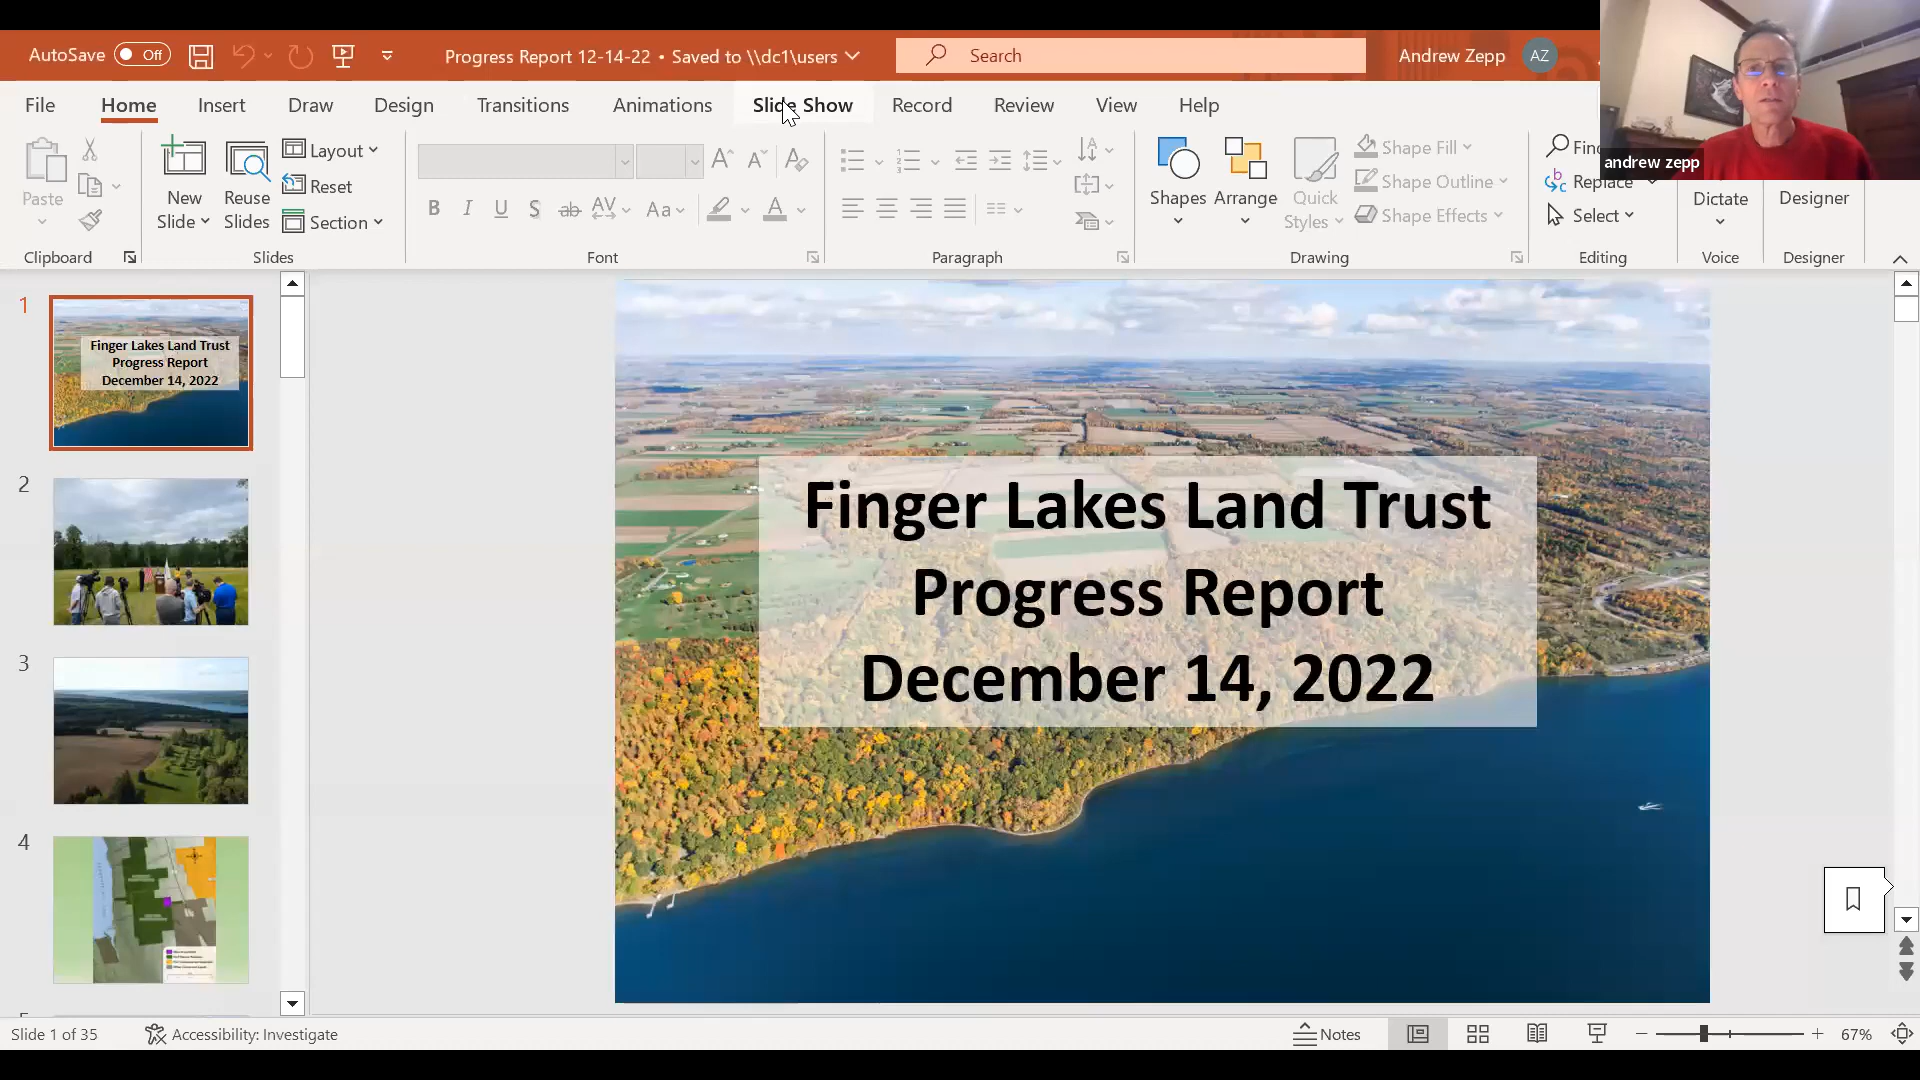 AutoSave Off
Progress Report 12-14-22 • Saved to \\dc1\users
Search
Andrew Zepp AZ
File Home Insert Draw Design Transitions Animations Slide Show Record Review View Help
Paste
Clipboard
New Slide
Reuse Slides
Layout
Reset
Section
Slides
B I U S ab AV Aa A
Font
Paragraph
Shapes
Arrange
Quick Styles
Shape Fill
Shape Outline
Shape Effects
Drawing
Replace
Select
Editing
Dictate
Voice
Designer
Designer
andrew zepp
1
Finger Lakes Land Trust
Progress Report
December 14, 2022
2
3
4
Finger Lakes Land Trust
Progress Report
December 14, 2022
Slide 1 of 35
Accessibility: Investigate
Notes
67%